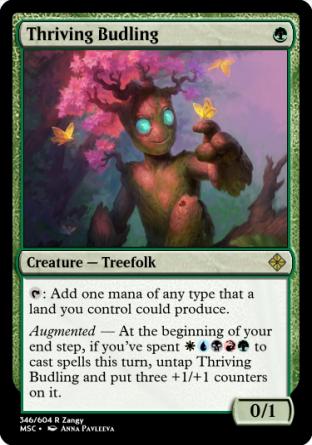 Thriving Budling
Creature — Treefolk
: Add one mana of any type that a
land you control could produce.
Augmented — At the beginning of your
end step, if you've spent to
cast spells this turn, untap Thriving
Budling and put three +1/+1 counters
on it.
0/1
346/604 R Zangy
MSC • Anna Pavleeva